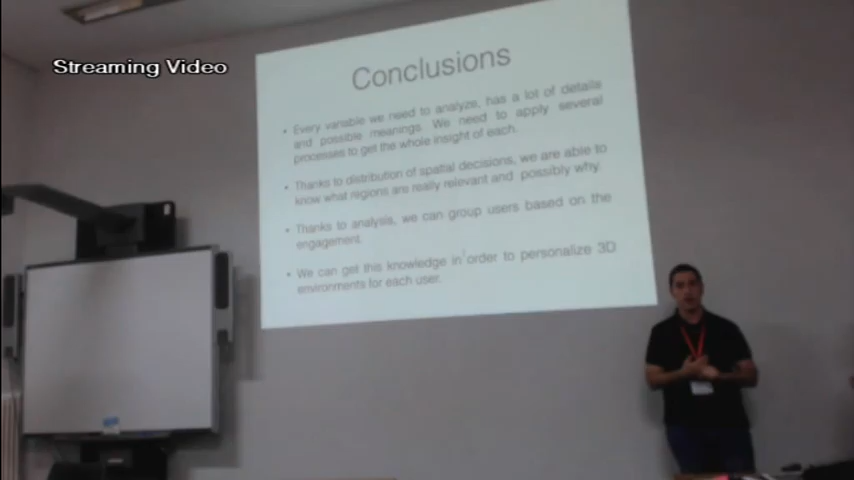 Streaming Video
Conclusions
• Every variable we need to analyze, has a lot of details
and possible meanings. We need to apply several
processes to get the whole insight of each.
• Thanks to distribution of spatial decisions, we are able to
know what regions are really relevant and possibly why.
• Thanks to analysis, we can group users based on the
engagement.
• We can get this knowledge in order to personalize 3D
environments for each user.